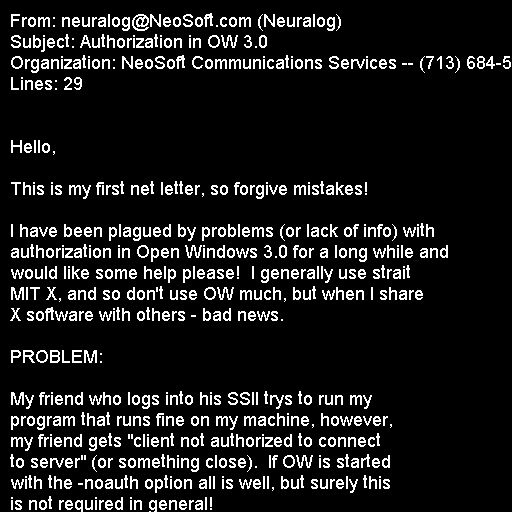 From: neuralog@NeoSoft.com (Neuralog)
Subject: Authorization in OW 3.0
Organization: NeoSoft Communications Services -- (713) 684-5
Lines: 29
Hello,
This is my first net letter, so forgive mistakes!
I have been plagued by problems (or lack of info) with
authorization in Open Windows 3.0 for a long while and
would like some help please!  I generally use strait
MIT X, and so don't use OW much, but when I share
X software with others - bad news.
PROBLEM:
My friend who logs into his SSII trys to run my
program that runs fine on my machine, however,
my friend gets "client not authorized to connect
to server" (or something close).  If OW is started
with the -noauth option all is well, but surely this
is not required in general!